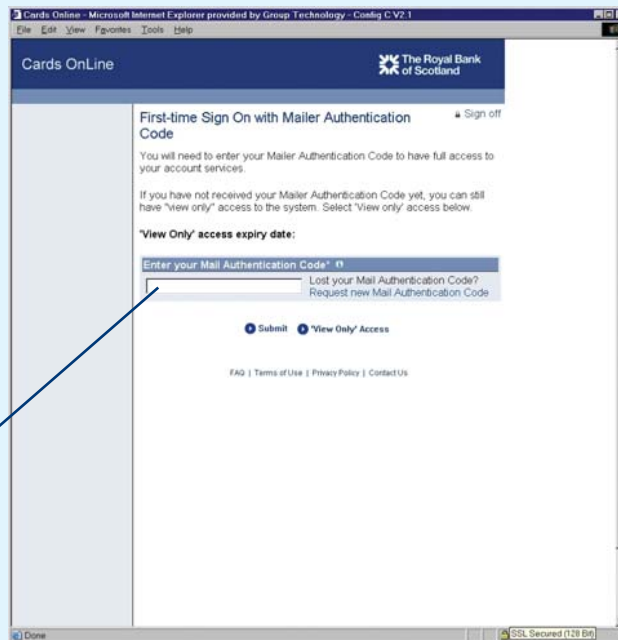 Cards Online - Microsoft Internet Explorer provided by Group Technology - Config C V2.1
File Edit View Favorites Tools Help
Cards OnLine
The Royal Bank
of Scotland
First-time Sign On with Mailer Authentication
Code
Sign off
You will need to enter your Mailer Authentication Code to have full access to
your account services.
If you have not received your Mailer Authentication Code yet, you can still
have "view only" access to the system. Select 'View only' access below.
'View Only' access expiry date:
Enter your Mail Authentication Code*
Lost your Mail Authentication Code?
Request new Mail Authentication Code
Submit 'View Only' Access
FAQ | Terms of Use | Privacy Policy | Contact Us
Done
SSL Secured (128 Bit)